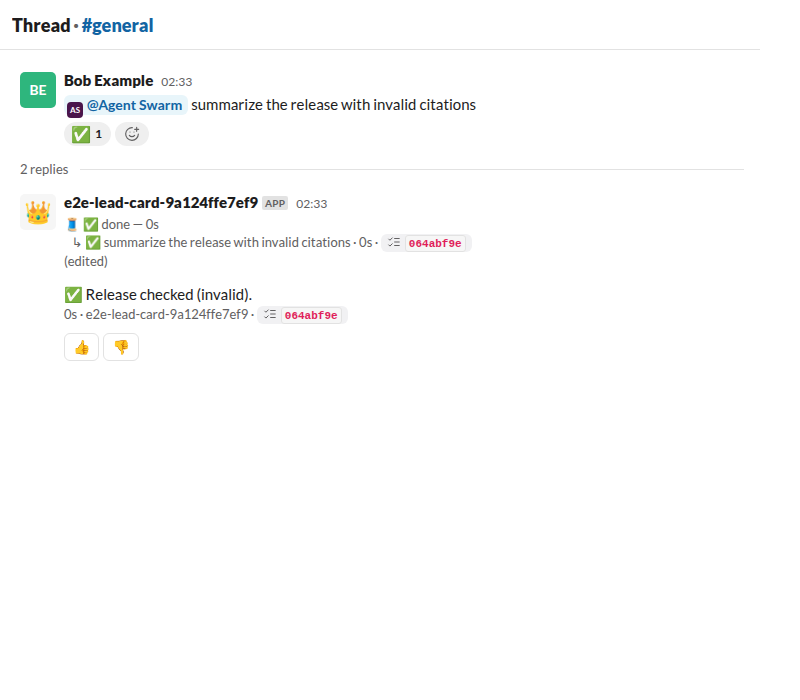 Thread • #general
BE
Bob Example 02:33
AS @Agent Swarm summarize the release with invalid citations
✅ 1
2 replies
e2e-lead-card-9a124ffe7ef9 APP 02:33
🧵 ✅ done — 0s
↳ ✅ summarize the release with invalid citations · 0s · 064abf9e
(edited)
✅ Release checked (invalid).
0s · e2e-lead-card-9a124ffe7ef9 · 064abf9e